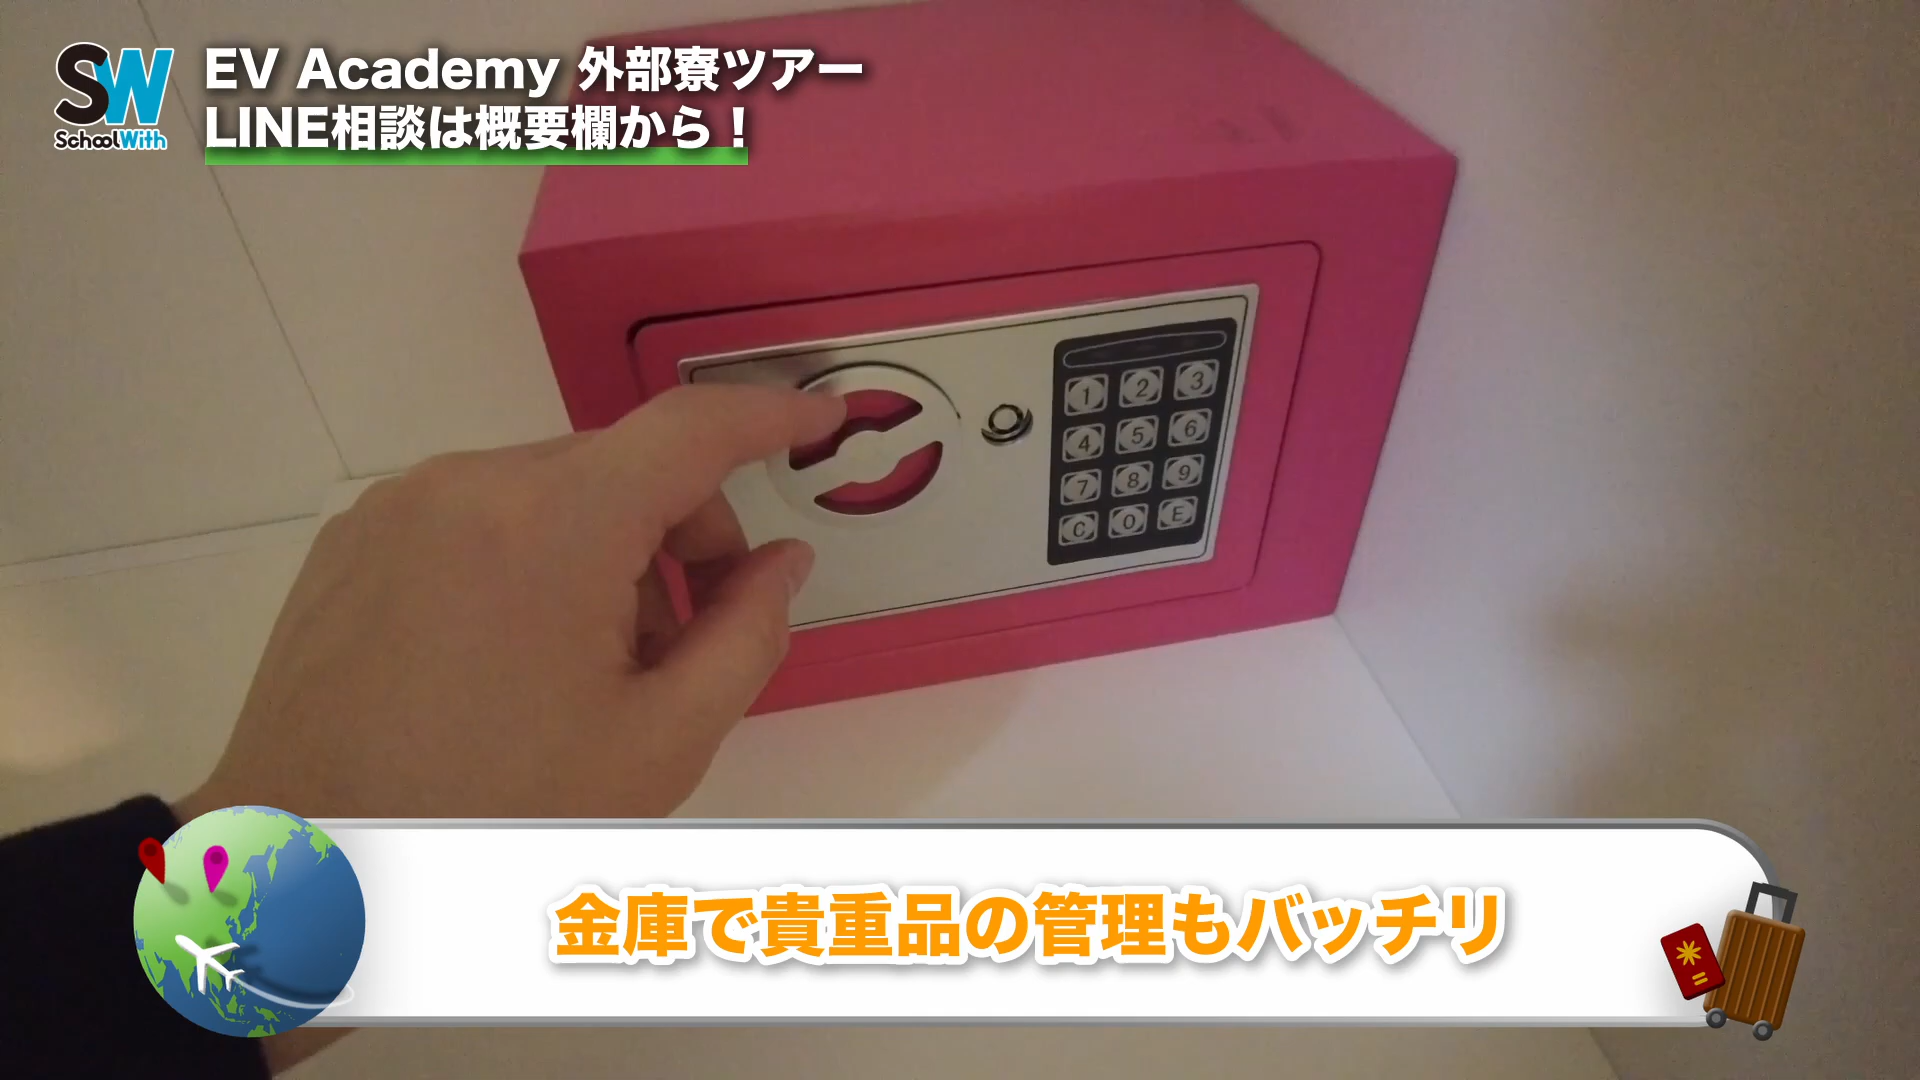 SW
SchoolWith
EV Academy 外部寮ツアー
LINE相談は概要欄から！
1 2 3
4 5 6
7 8 9
C 0 E
金庫で貴重品の管理もバッチリ